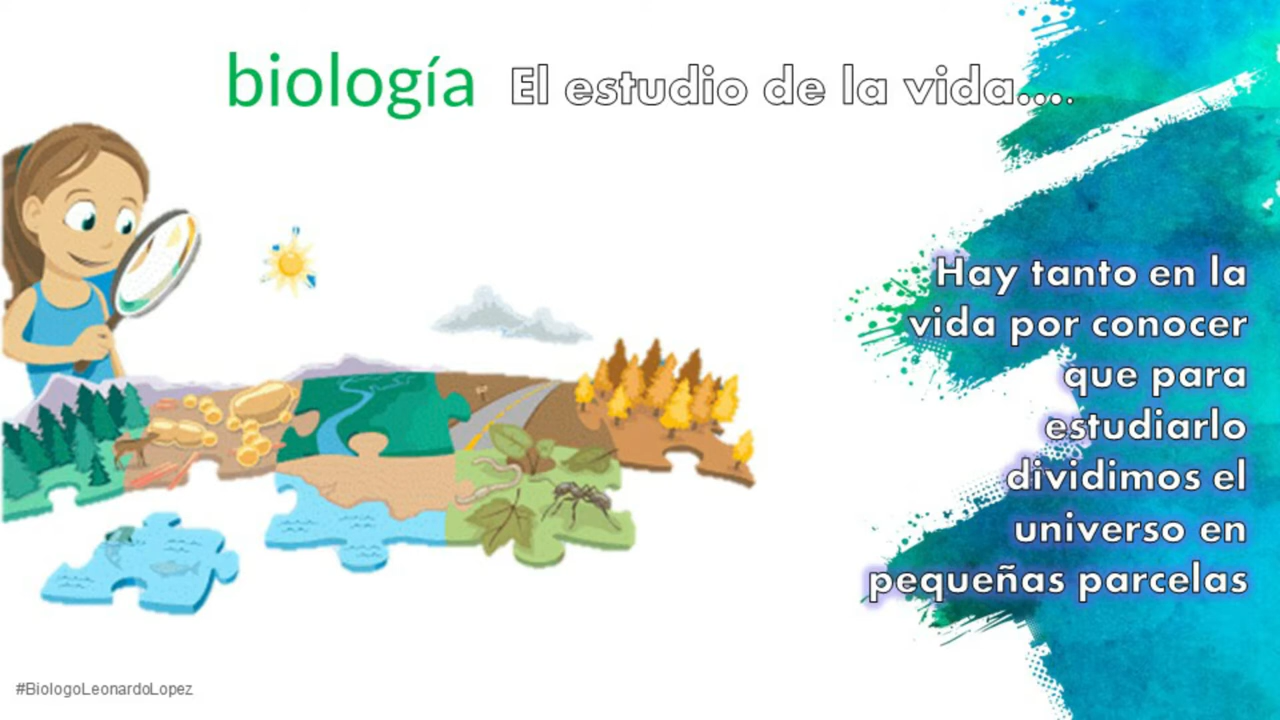 biología El estudio de la vida....
Hay tanto en la
vida por conocer
que para
estudiarlo
dividimos el
universo en
pequeñas parcelas
#BiologoLeonardoLopez